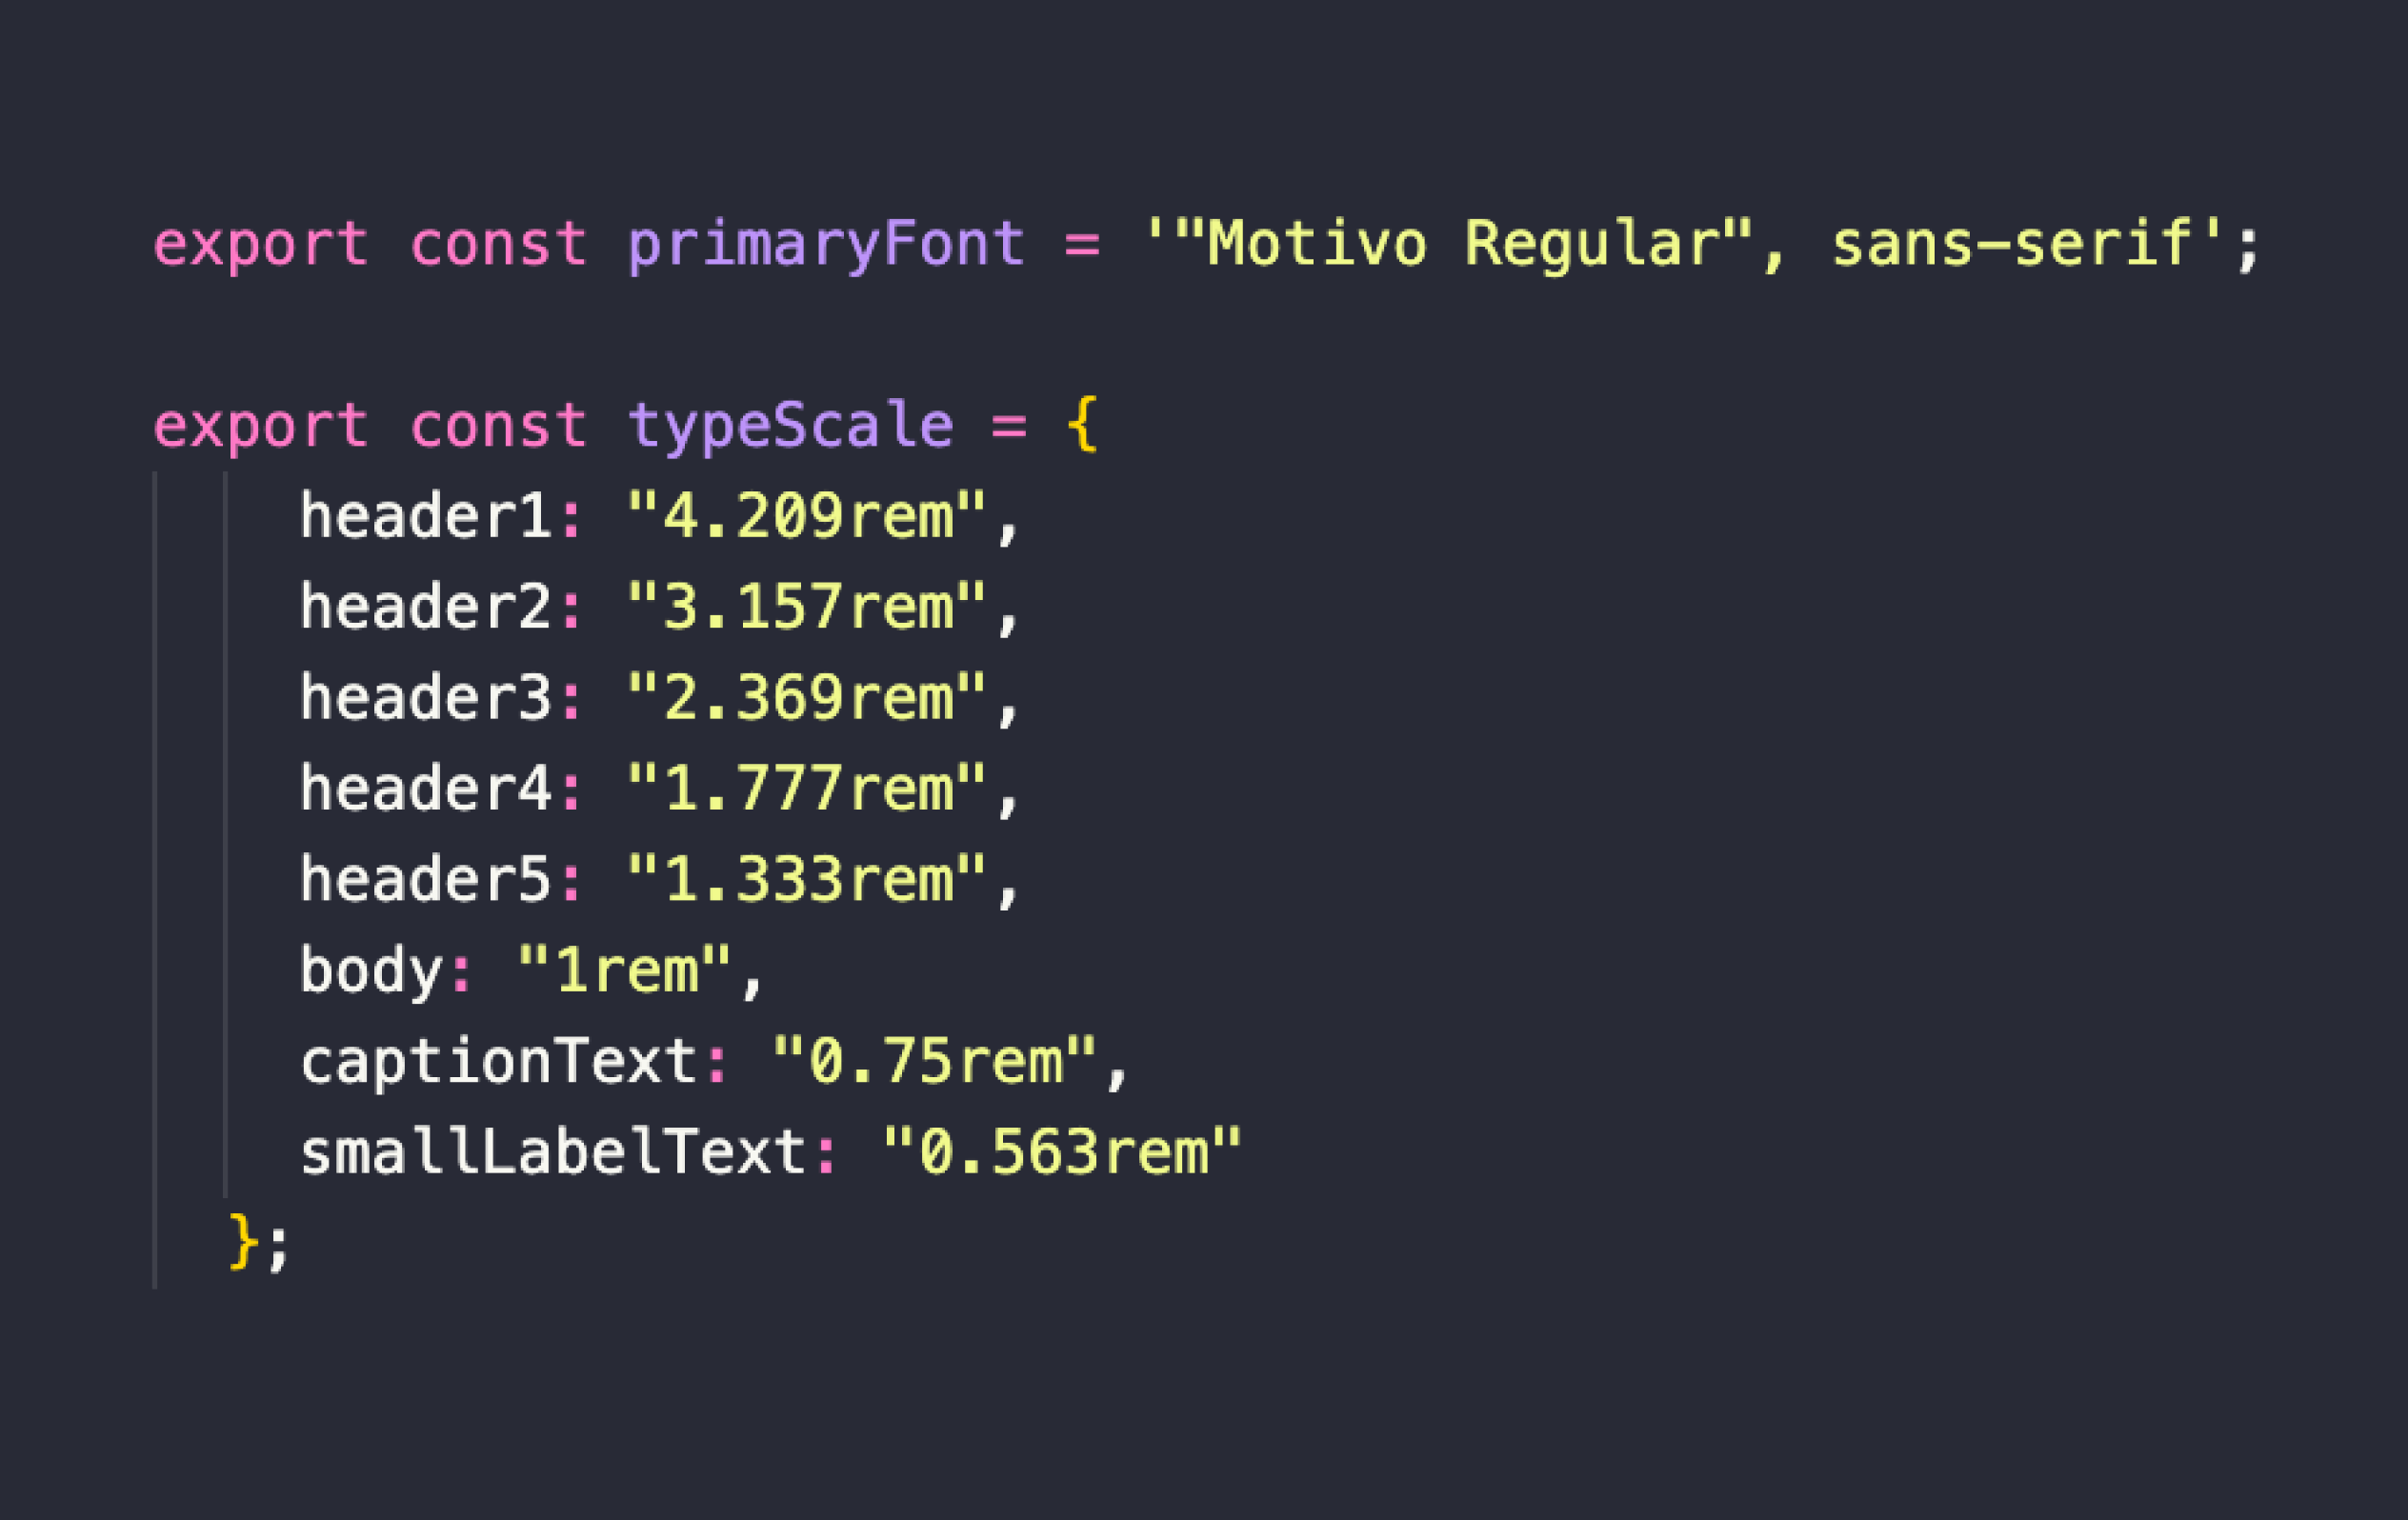 export const primaryFont = '"Motivo Regular", sans-serif';
export const typeScale = {
header1: "4.209rem",
header2: "3.157rem",
header3: "2.369rem",
header4: "1.777rem",
header5: "1.333rem",
body: "1rem",
captionText: "0.75rem",
smallLabelText: "0.563rem"
};